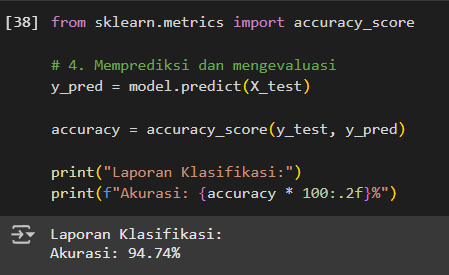 [38] from sklearn.metrics import accuracy_score
# 4. Memprediksi dan mengevaluasi
y_pred = model.predict(X_test)
accuracy = accuracy_score(y_test, y_pred)
print("Laporan Klasifikasi:")
print(f"Akurasi: {accuracy * 100:.2f}%")
Laporan Klasifikasi:
Akurasi: 94.74%